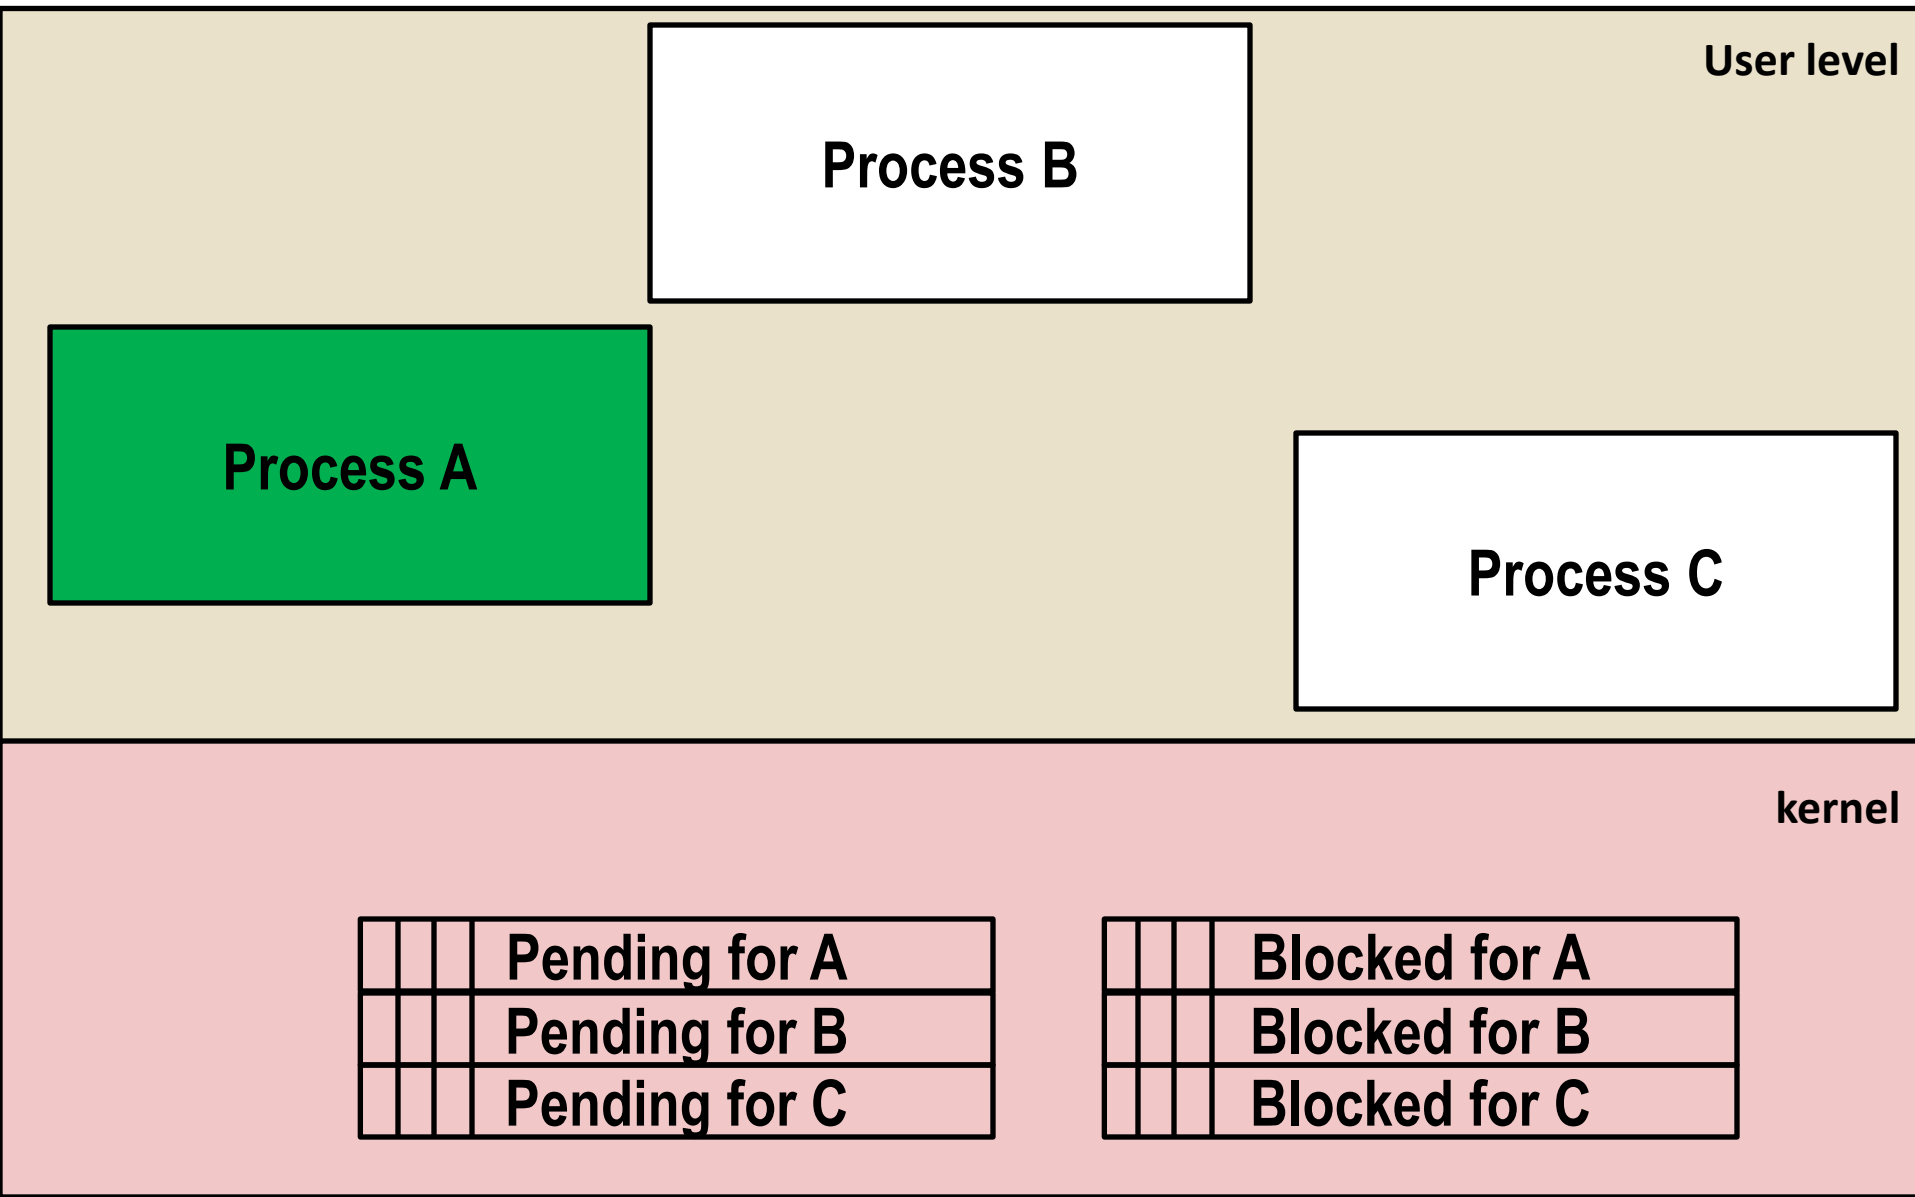 User level
Process B
Process A
Process C
kernel
Pending for A
Pending for B
Pending for C
Blocked for A
Blocked for B
Blocked for C